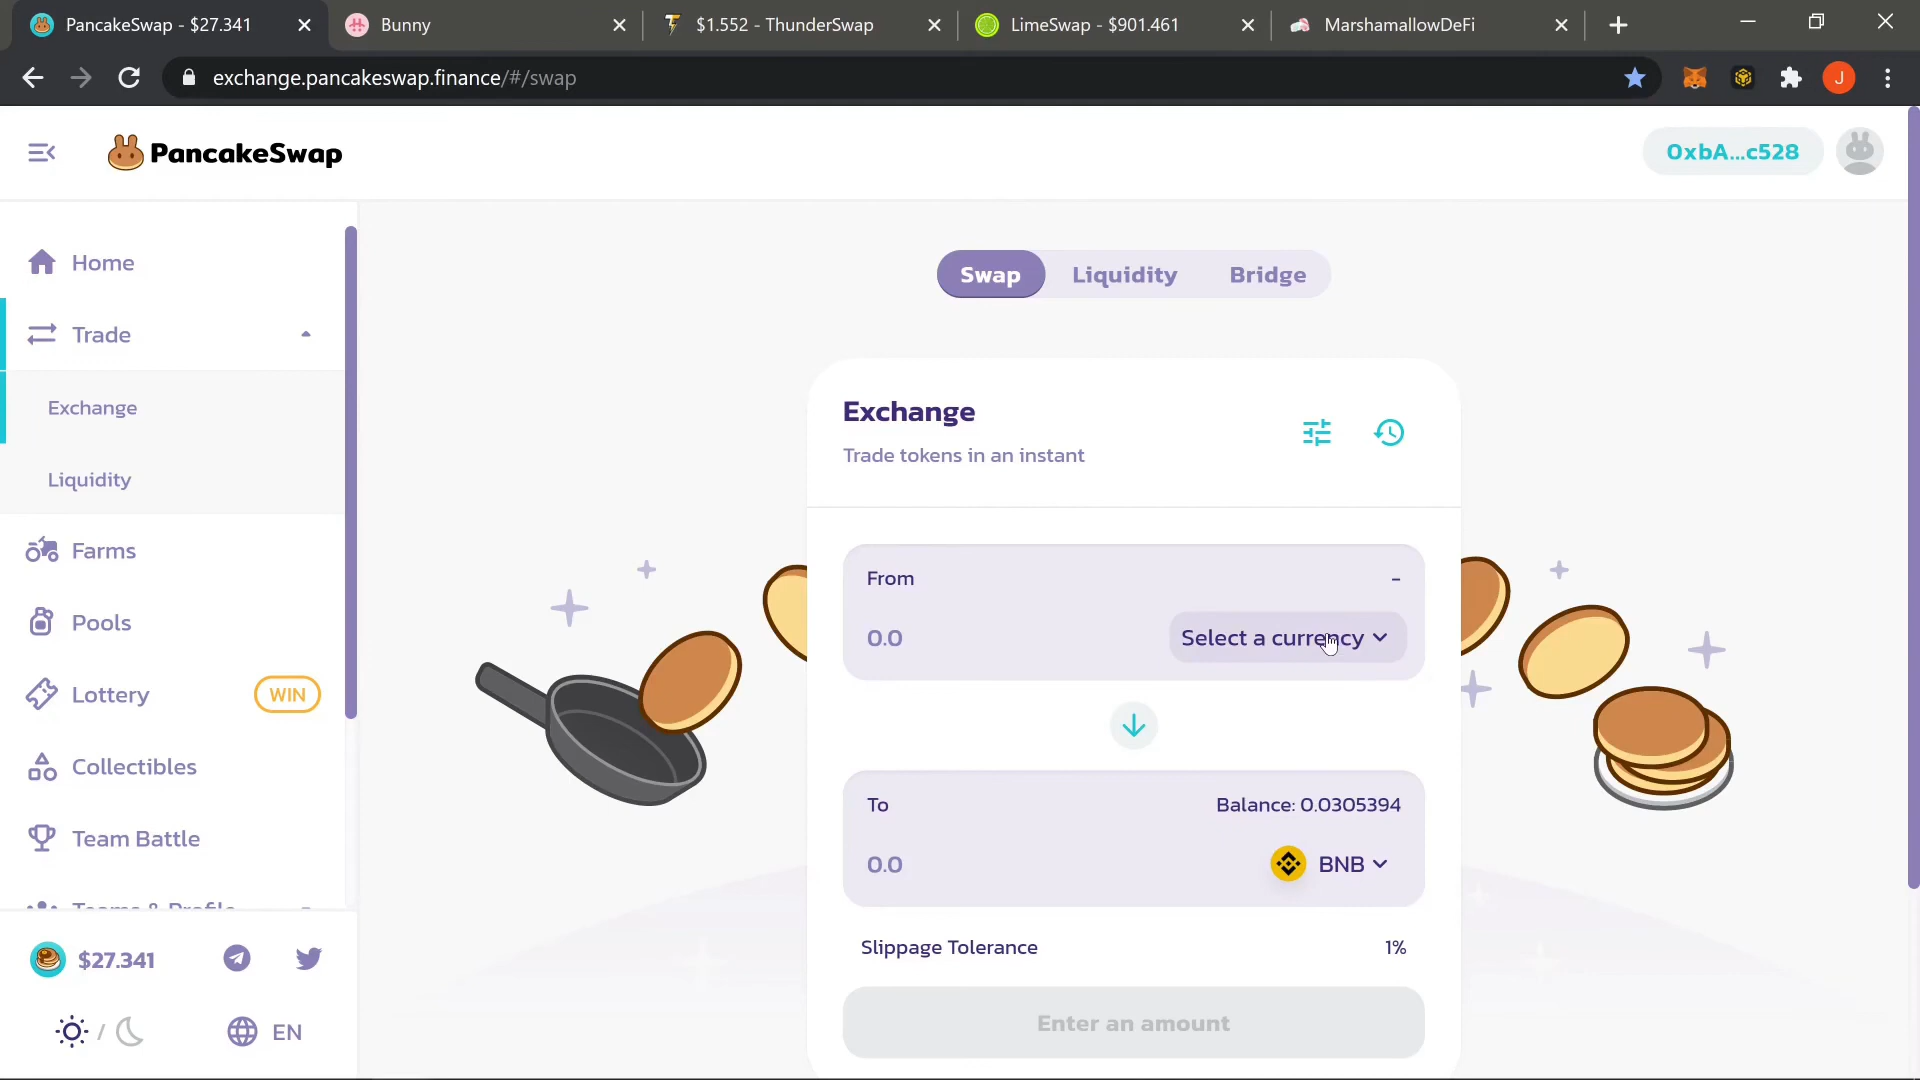 PancakeSwap - $27.341
Bunny
$1.552 - ThunderSwap
LimeSwap - $901.461
MarshamallowDeFi
exchange.pancakeswap.finance/#/swap
J
PancakeSwap
0xbA...c528
Home
Trade
Exchange
Liquidity
Farms
Pools
Lottery
WIN
Collectibles
Team Battle
Teams & Profile
$27.341
/
EN
Swap
Liquidity
Bridge
Exchange
Trade tokens in an instant
From
-
0.0
Select a currency
To
Balance: 0.0305394
0.0
BNB
Slippage Tolerance
1%
Enter an amount